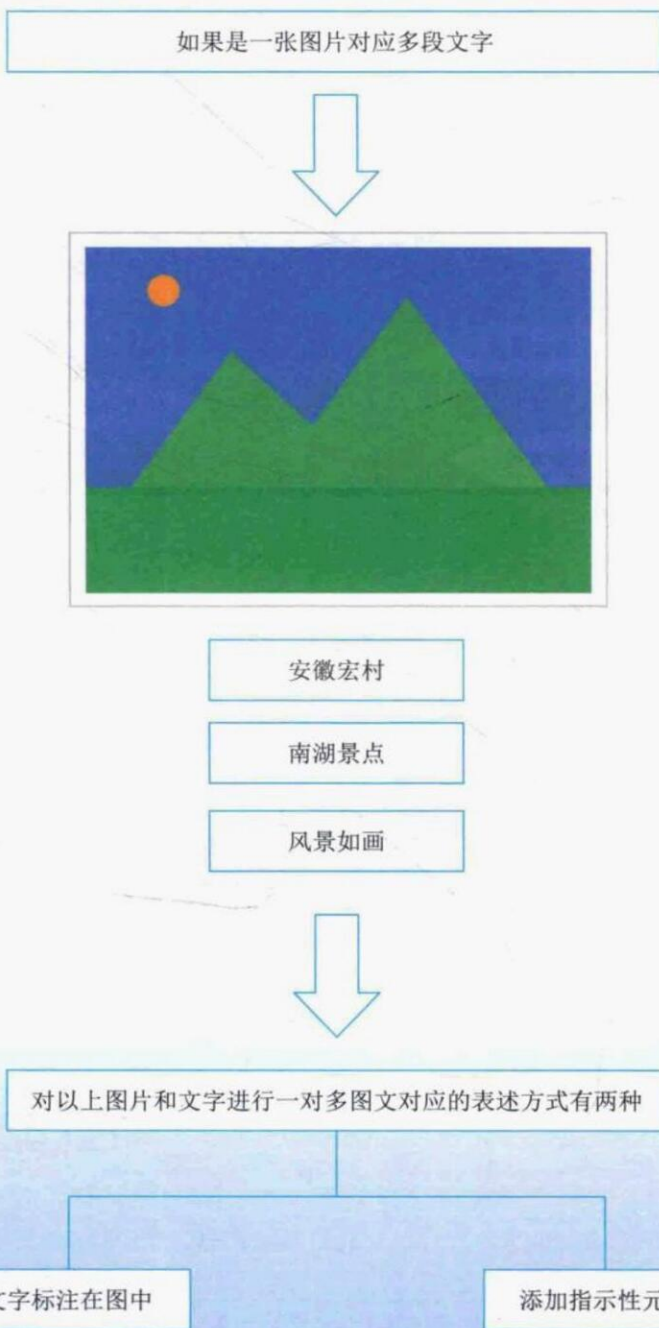 如果是一张图片对应多段文字
安徽宏村
南湖景点
风景如画
对以上图片和文字进行一对多图文对应的表述方式有两种
文字标注在图中
添加指示性元